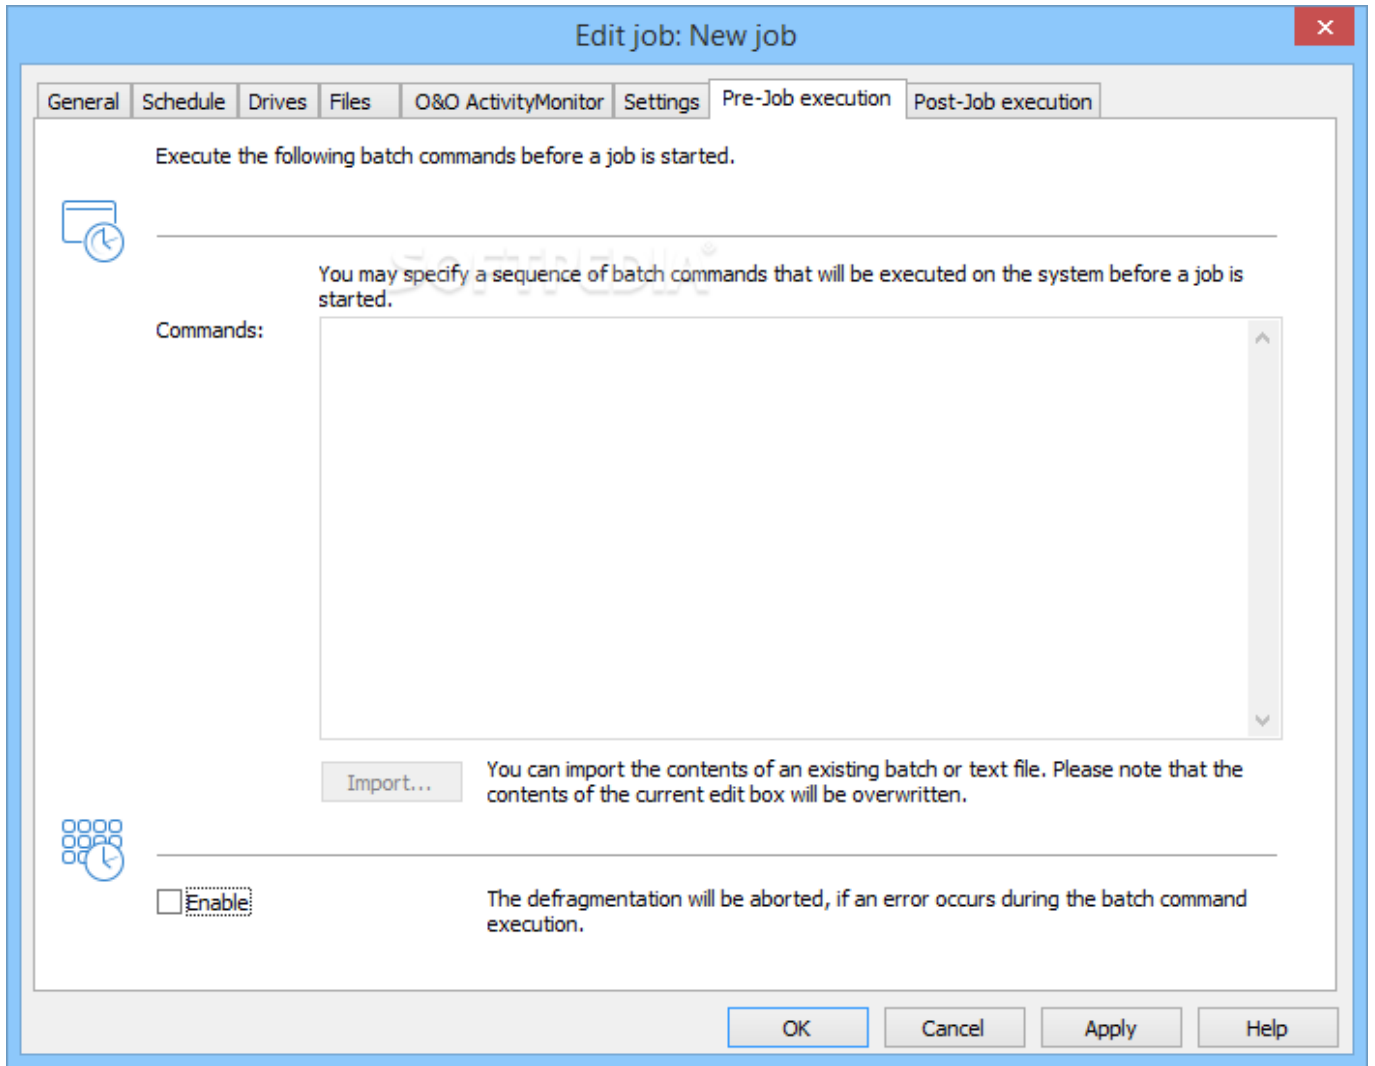 Edit job: New job
General Schedule Drives Files O&O ActivityMonitor Settings Pre-Job execution Post-Job execution
Execute the following batch commands before a job is started.
SOFTPEDIA®
You may specify a sequence of batch commands that will be executed on the system before a job is
started.
Commands:
Import...
You can import the contents of an existing batch or text file. Please note that the
contents of the current edit box will be overwritten.
Enable
The defragmentation will be aborted, if an error occurs during the batch command
execution.
OK Cancel Apply Help